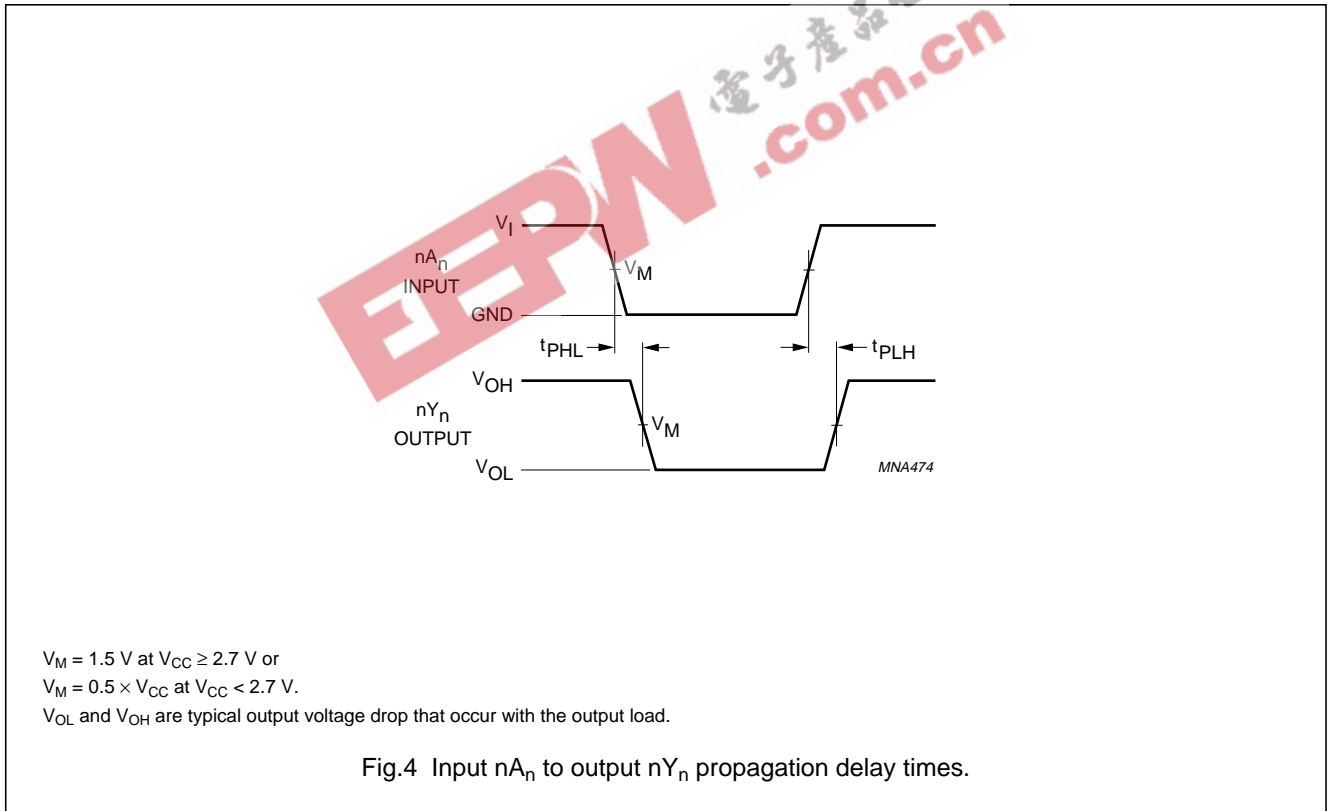 電子產品
EEPW
.com.cn
V_I
nA_n
INPUT
V_M
GND
t_PHL
t_PLH
V_OH
nY_n
OUTPUT
V_M
V_OL
MNA474
V_M = 1.5 V at V_CC ≥ 2.7 V or
V_M = 0.5 × V_CC at V_CC < 2.7 V.
V_OL and V_OH are typical output voltage drop that occur with the output load.
Fig.4 Input nA_n to output nY_n propagation delay times.